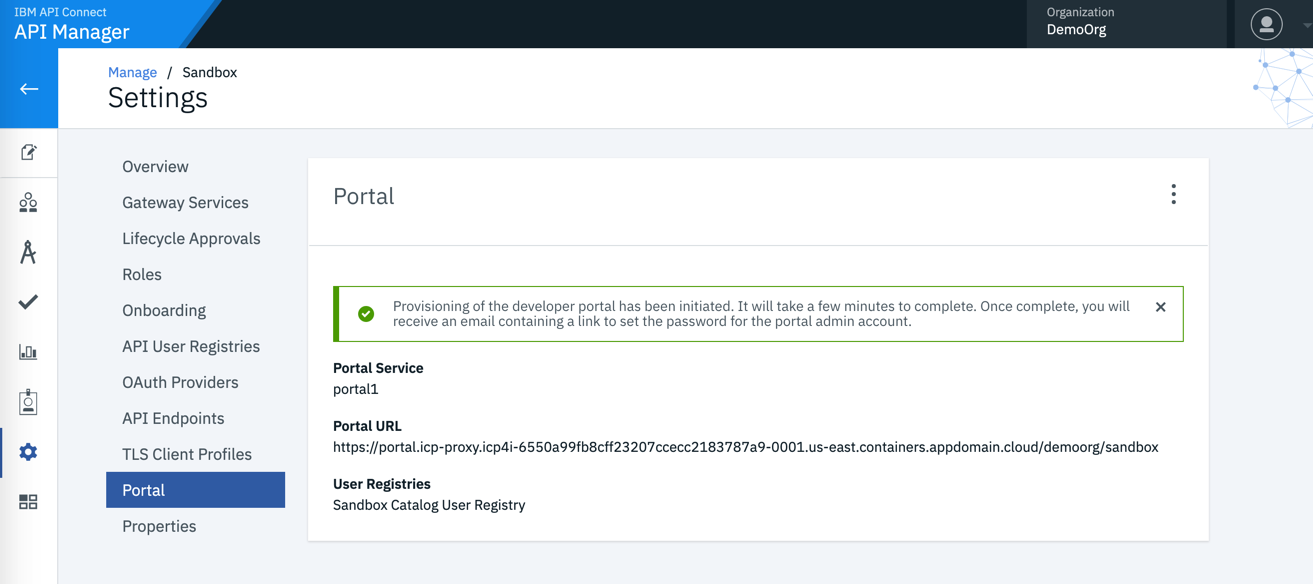 IBM API Connect
API Manager
Organization
DemoOrg
Manage / Sandbox
Settings
Overview
Gateway Services
Lifecycle Approvals
Roles
Onboarding
API User Registries
OAuth Providers
API Endpoints
TLS Client Profiles
Portal
Properties
Portal
Provisioning of the developer portal has been initiated. It will take a few minutes to complete. Once complete, you will
receive an email containing a link to set the password for the portal admin account.
Portal Service
portal1
Portal URL
https://portal.icp-proxy.icp4i-6550a99fb8cff23207ccecc2183787a9-0001.us-east.containers.appdomain.cloud/demoorg/sandbox
User Registries
Sandbox Catalog User Registry